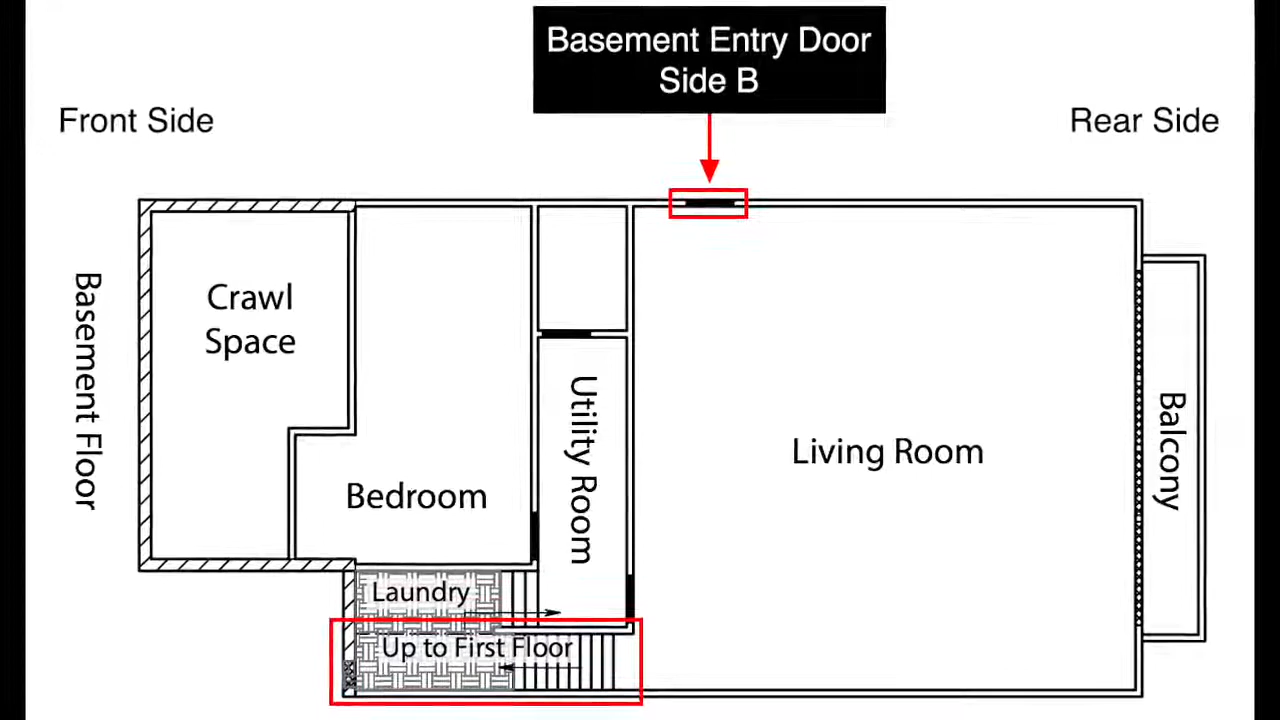 Basement Entry Door
Side B
Front Side
Rear Side
Basement Floor
Crawl
Space
Bedroom
Utility Room
Living Room
Balcony
Laundry
Up to First Floor